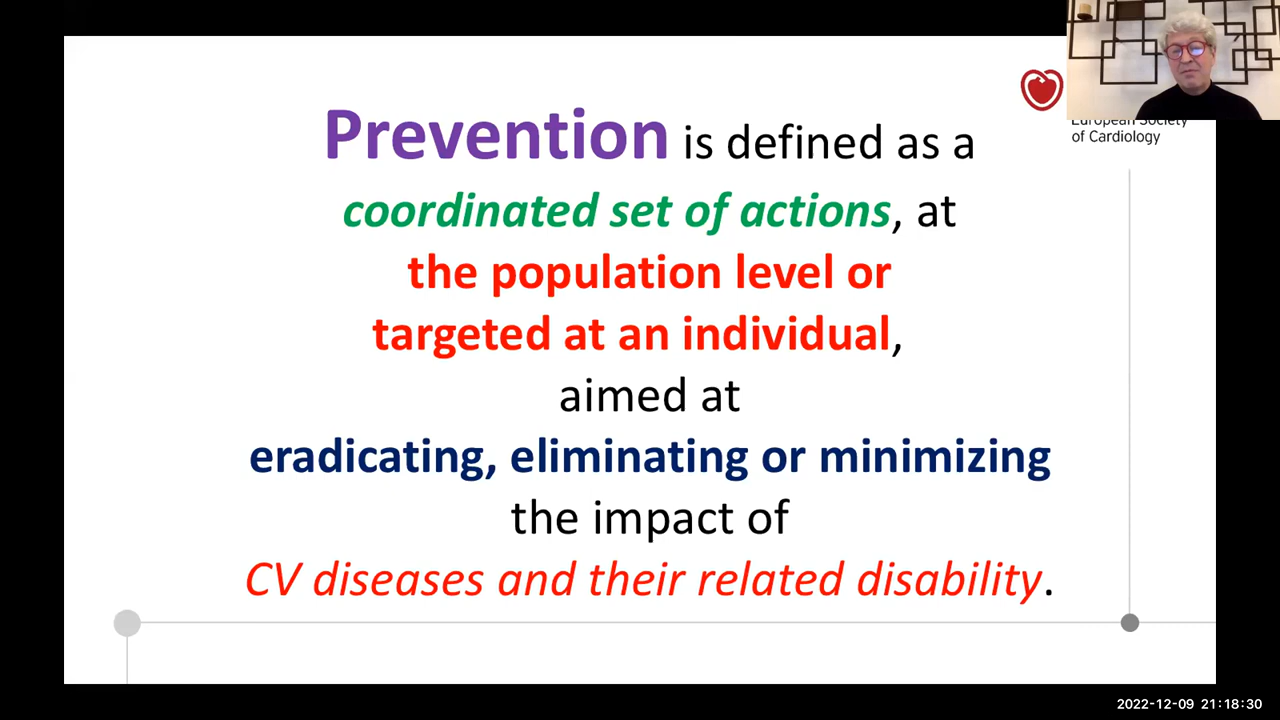 Prevention is defined as a
coordinated set of actions, at
the population level or
targeted at an individual,
aimed at
eradicating, eliminating or minimizing
the impact of
CV diseases and their related disability.
European Society
of Cardiology
2022-12-09 21:18:30